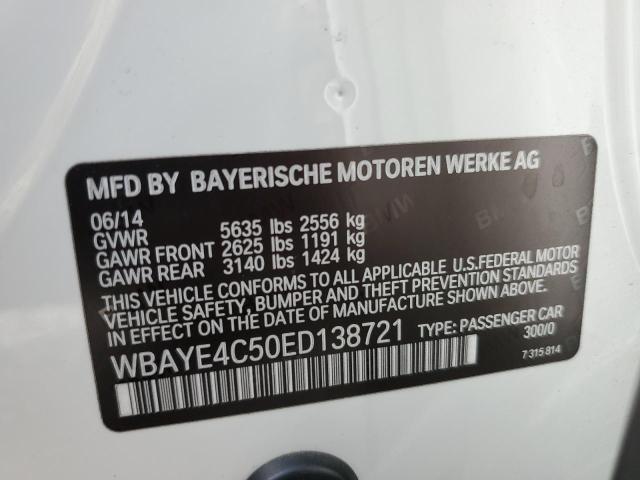 MFD BY BAYERISCHE MOTOREN WERKE AG
06/14
GVWR 5635 lbs 2556 kg
GAWR FRONT 2625 lbs 1191 kg
GAWR REAR 3140 lbs 1424 kg
THIS VEHICLE CONFORMS TO ALL APPLICABLE U.S.FEDERAL MOTOR
VEHICLE SAFETY, BUMPER AND THEFT PREVENTION STANDARDS
IN EFFECT ON THE DATE OF MANUFACTURE SHOWN ABOVE.
WBAYE4C50ED138721 TYPE: PASSENGER CAR
300/0
7 315 814